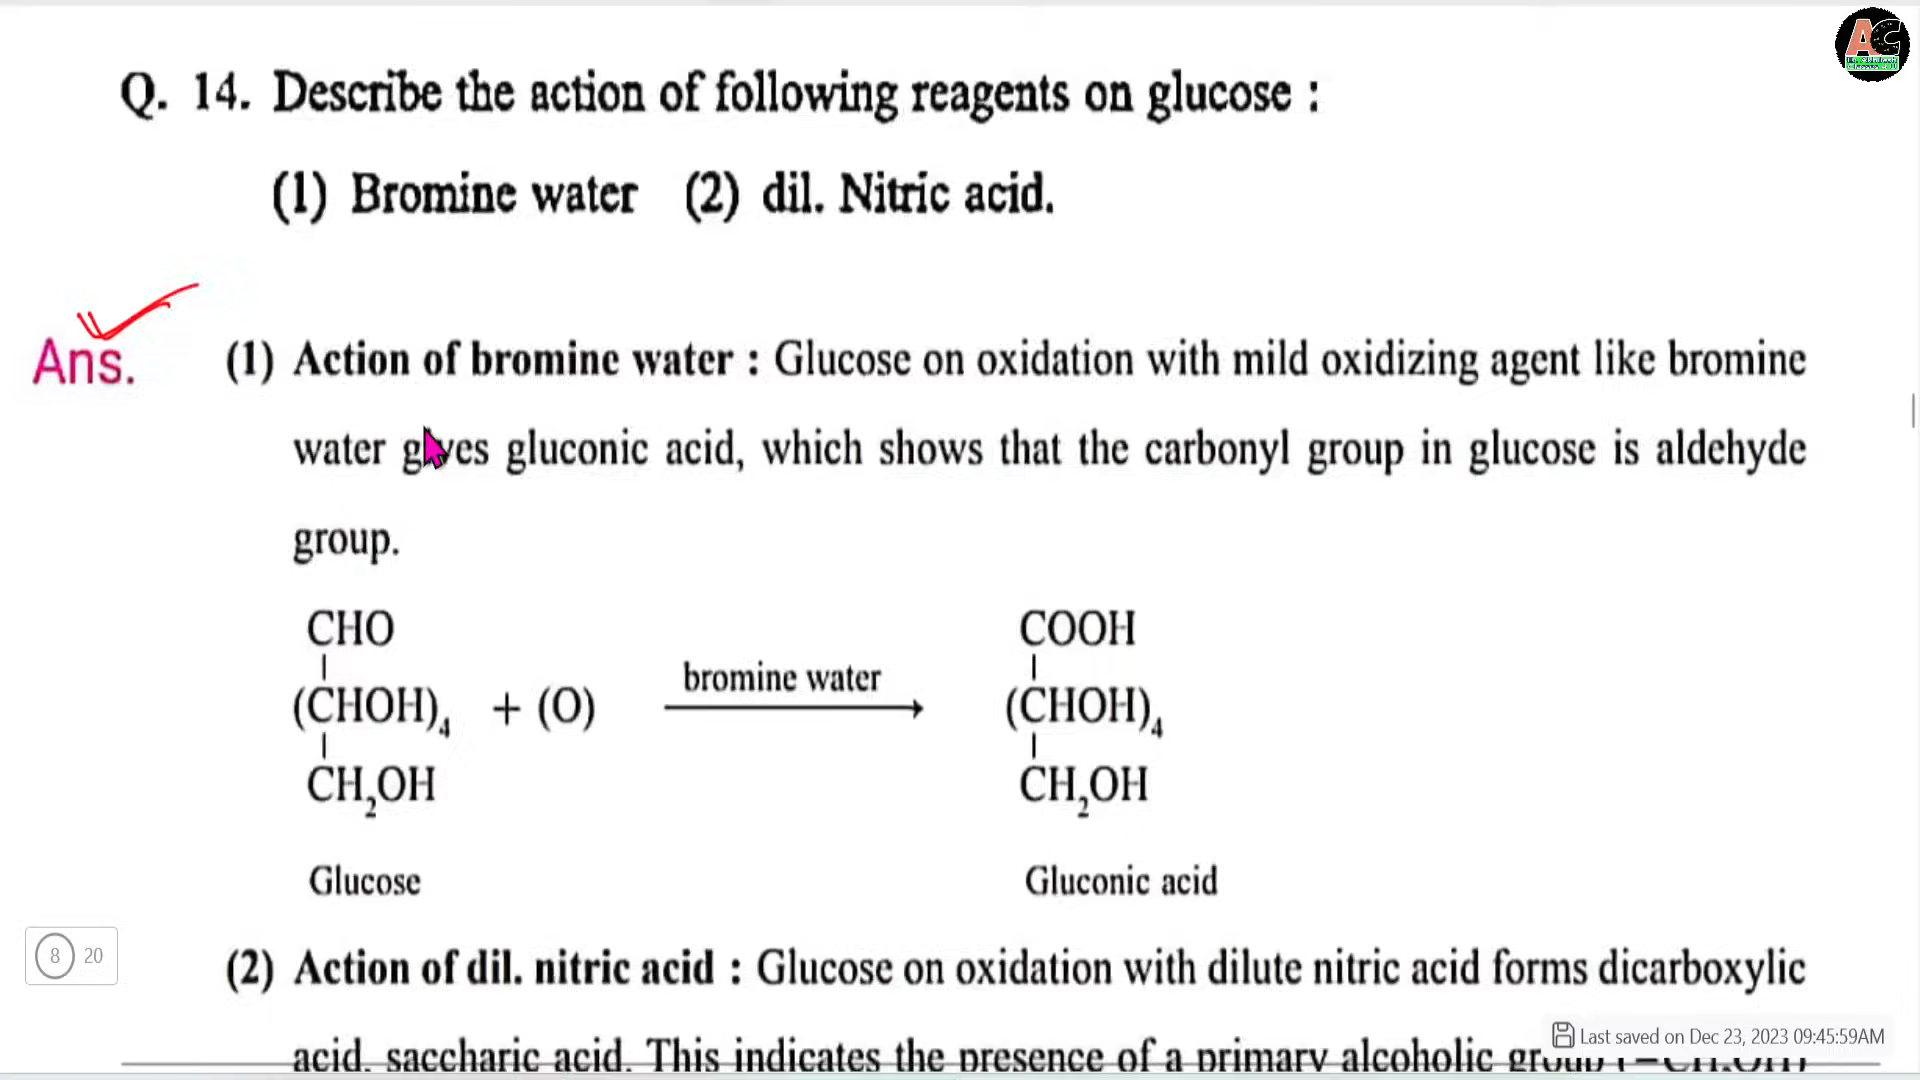 AC
Q. 14. Describe the action of following reagents on glucose :
(1) Bromine water (2) dil. Nitric acid.
Ans.
(1) Action of bromine water : Glucose on oxidation with mild oxidizing agent like bromine
water gives gluconic acid, which shows that the carbonyl group in glucose is aldehyde
group.
CHO
(CHOH)₄ + (O)
CH₂OH
Glucose
bromine water
COOH
(CHOH)₄
CH₂OH
Gluconic acid
8 20
(2) Action of dil. nitric acid : Glucose on oxidation with dilute nitric acid forms dicarboxylic
Last saved on Dec 23, 2023 09:45:59AM
acid, saccharic acid. This indicates the presence of a primary alcoholic group